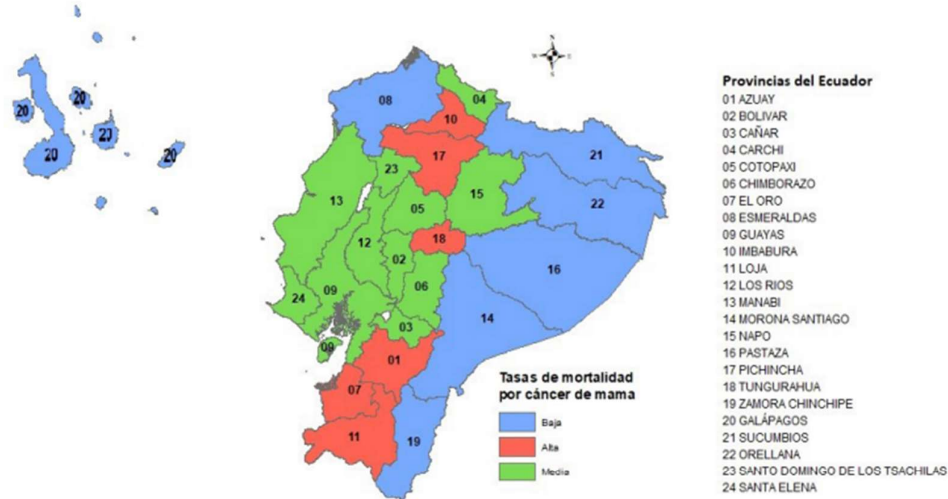 20
20
20
20
20
08
04
10
17
21
23
15
22
13
05
18
12
02
16
24
09
06
14
09
03
01
07
11
19
N
W
E
S
Provincias del Ecuador
01 AZUAY
02 BOLIVAR
03 CAÑAR
04 CARCHI
05 COTOPAXI
06 CHIMBORAZO
07 EL ORO
08 ESMERALDAS
09 GUAYAS
10 IMBABURA
11 LOJA
12 LOS RIOS
13 MANABI
14 MORONA SANTIAGO
15 NAPO
16 PASTAZA
17 PICHINCHA
18 TUNGURAHUA
19 ZAMORA CHINCHIPE
20 GALÁPAGOS
21 SUCUMBIOS
22 ORELLANA
23 SANTO DOMINGO DE LOS TSACHILAS
24 SANTA ELENA
Tasas de mortalidad
por cáncer de mama
Baja
Alta
Media